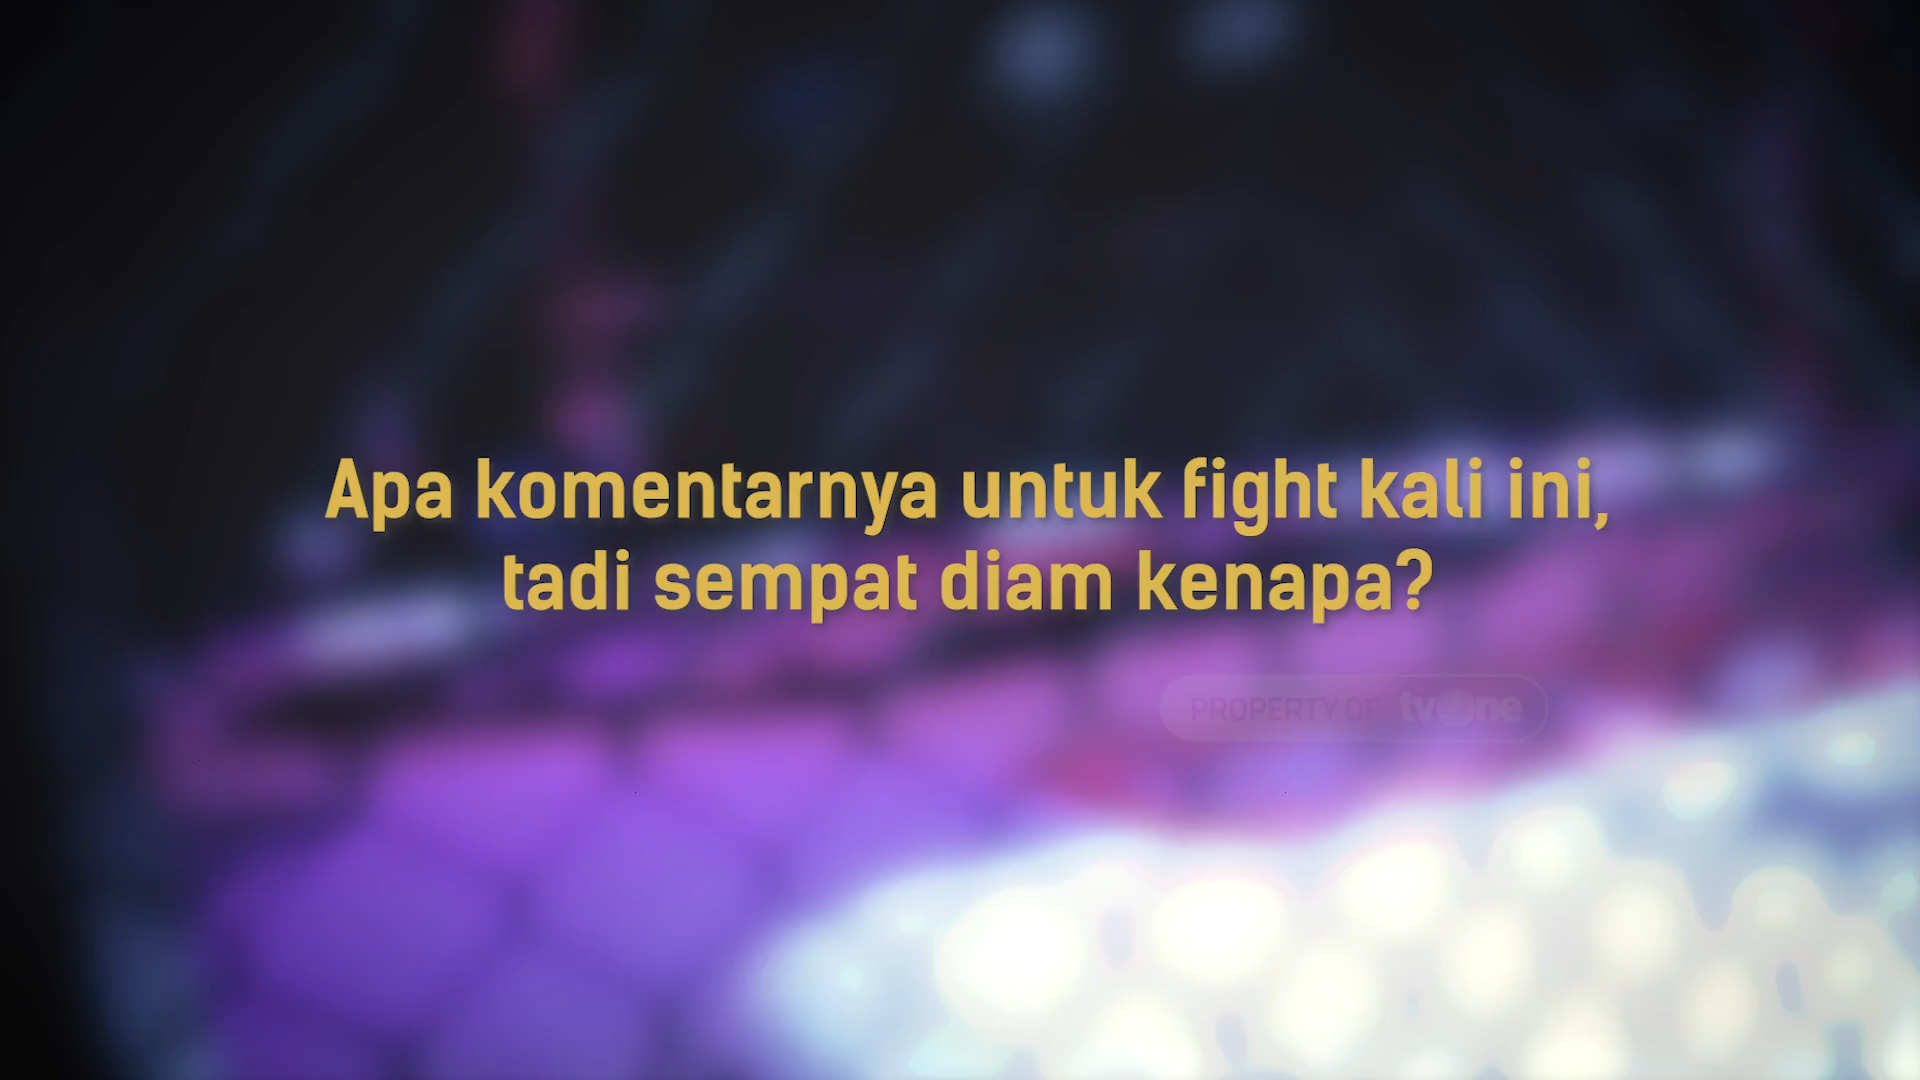 Apa komentarnya untuk fight kali ini,
tadi sempat diam kenapa?
PROPERTY OF tvOne